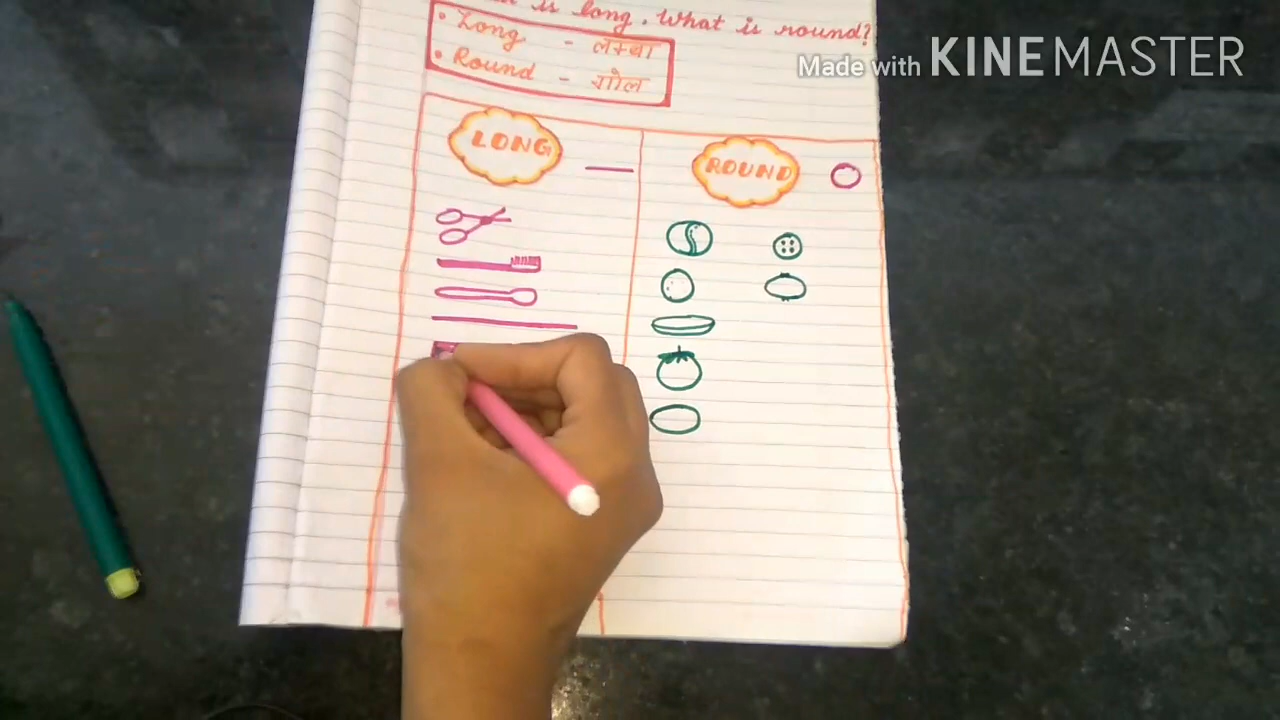 is long. What is round?
• Long - लम्बा
• Round - गोल
LONG
ROUND
Made with KINEMASTER